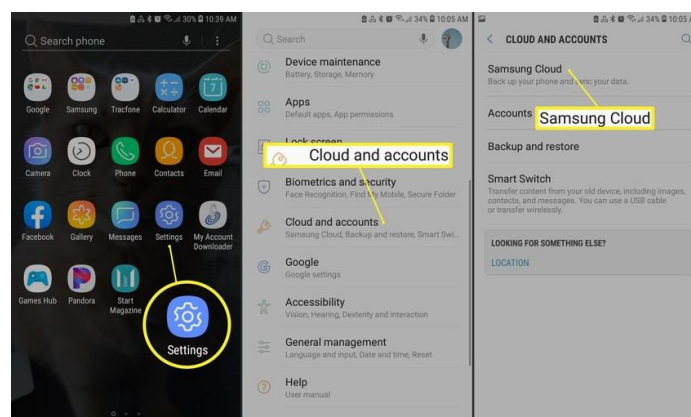 30% 10:39 AM
Search phone
Google Samsung Tracfone Calculator Calendar
Camera Clock Phone Contacts Email
Facebook Gallery Messages Settings My Account
Downloader
Games Hub Pandora Start
Magazine
Settings
34% 10:05 AM
Search
Device maintenance
Battery, Storage, Memory
Apps
Default apps, App permissions
Lock screen
Cloud and accounts
Biometrics and security
Face Recognition, Find My Mobile, Secure Folder
Cloud and accounts
Samsung Cloud, Backup and restore, Smart Swi...
Google
Google settings
Accessibility
Vision, Hearing, Dexterity and interaction
General management
Language and input, Date and time, Reset
Help
User manual
34% 10:05 AM
CLOUD AND ACCOUNTS
Samsung Cloud
Back up your phone and sync your data.
Accounts
Samsung Cloud
Backup and restore
Smart Switch
Transfer content from your old device, including images,
contacts, and messages. You can use a USB cable
or transfer wirelessly.
LOOKING FOR SOMETHING ELSE?
LOCATION